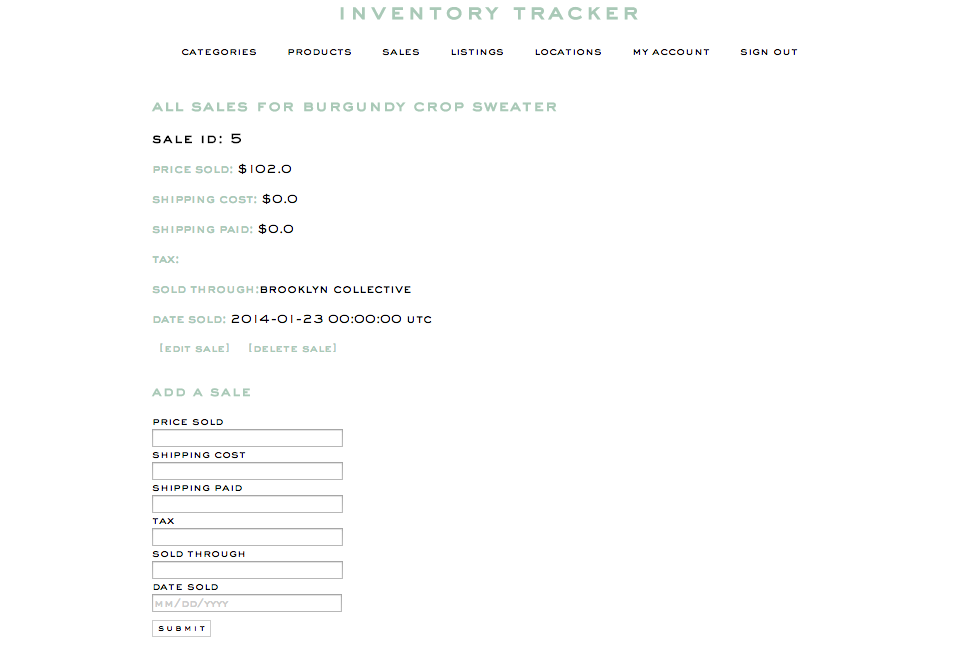 INVENTORY TRACKER
CATEGORIES PRODUCTS SALES LISTINGS LOCATIONS MY ACCOUNT SIGN OUT
ALL SALES FOR BURGUNDY CROP SWEATER
SALE ID: 5
PRICE SOLD: $102.0
SHIPPING COST: $0.0
SHIPPING PAID: $0.0
TAX:
SOLD THROUGH:BROOKLYN COLLECTIVE
DATE SOLD: 2014-01-23 00:00:00 UTC
[EDIT SALE] [DELETE SALE]
ADD A SALE
PRICE SOLD
SHIPPING COST
SHIPPING PAID
TAX
SOLD THROUGH
DATE SOLD
MM/DD/YYYY
SUBMIT